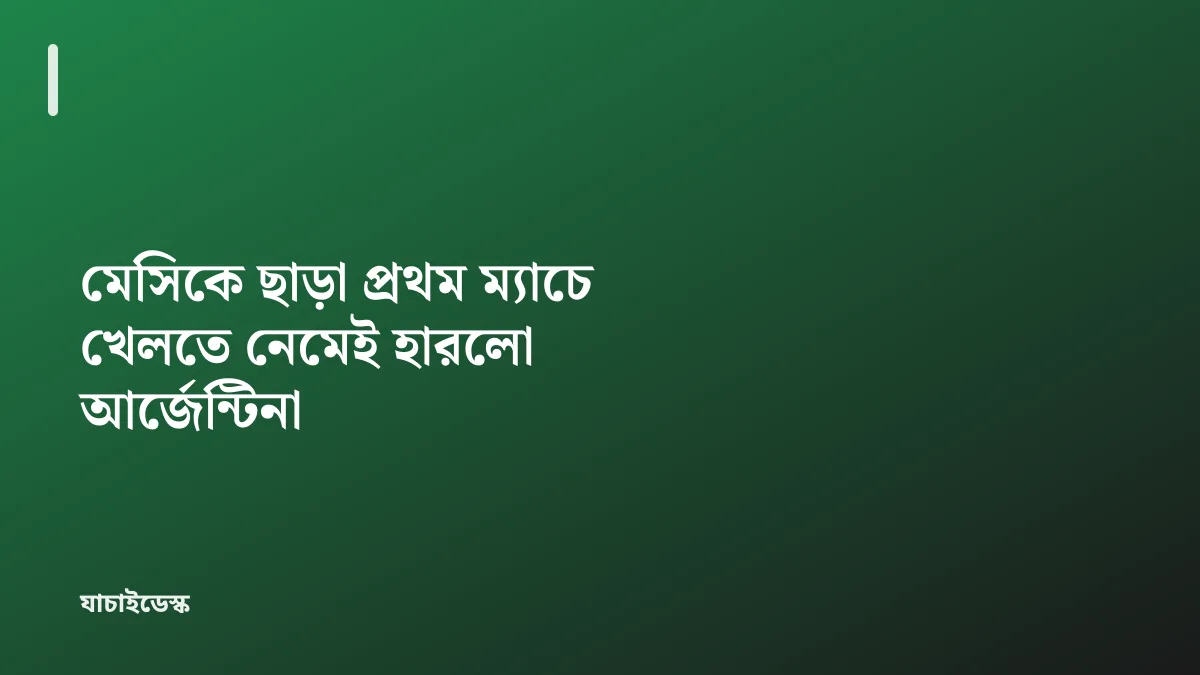 মেসিকে ছাড়া প্রথম ম্যাচে
খেলতে নেমেই হারলো
আর্জেন্টিনা
যাচাইডেস্ক